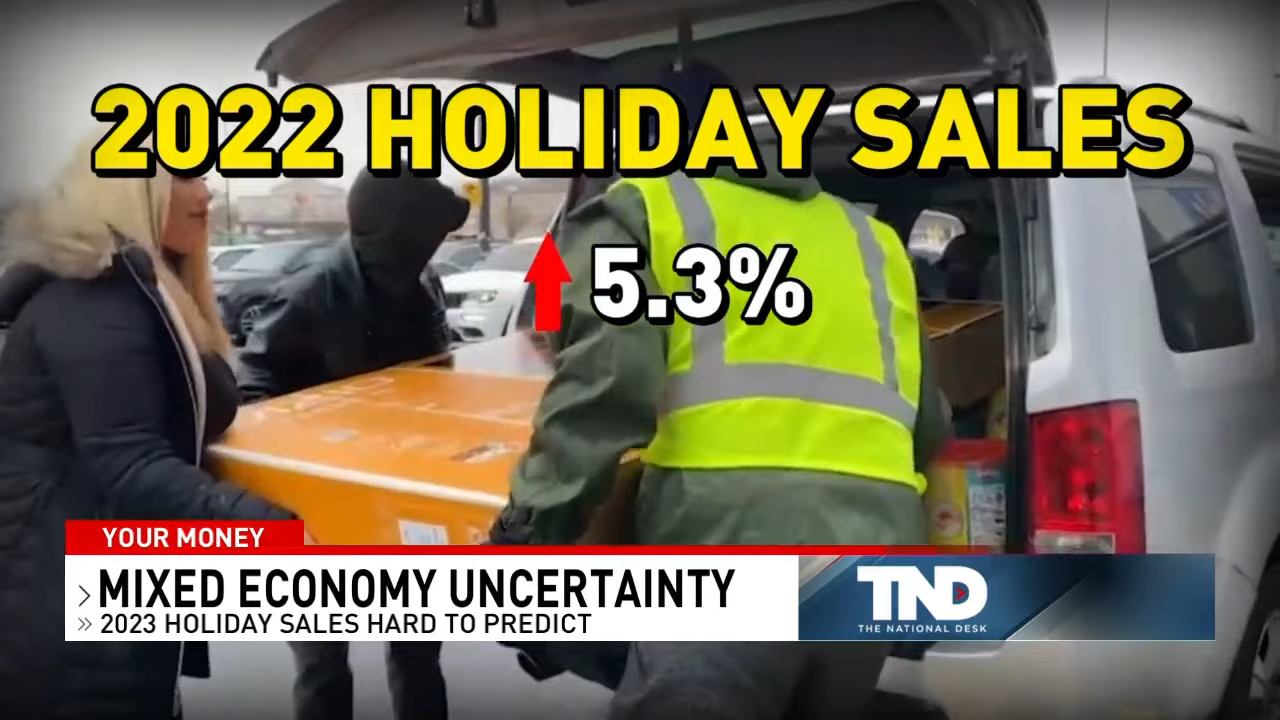 2022 HOLIDAY SALES
5.3%
YOUR MONEY
MIXED ECONOMY UNCERTAINTY
2023 HOLIDAY SALES HARD TO PREDICT
TND
THE NATIONAL DESK